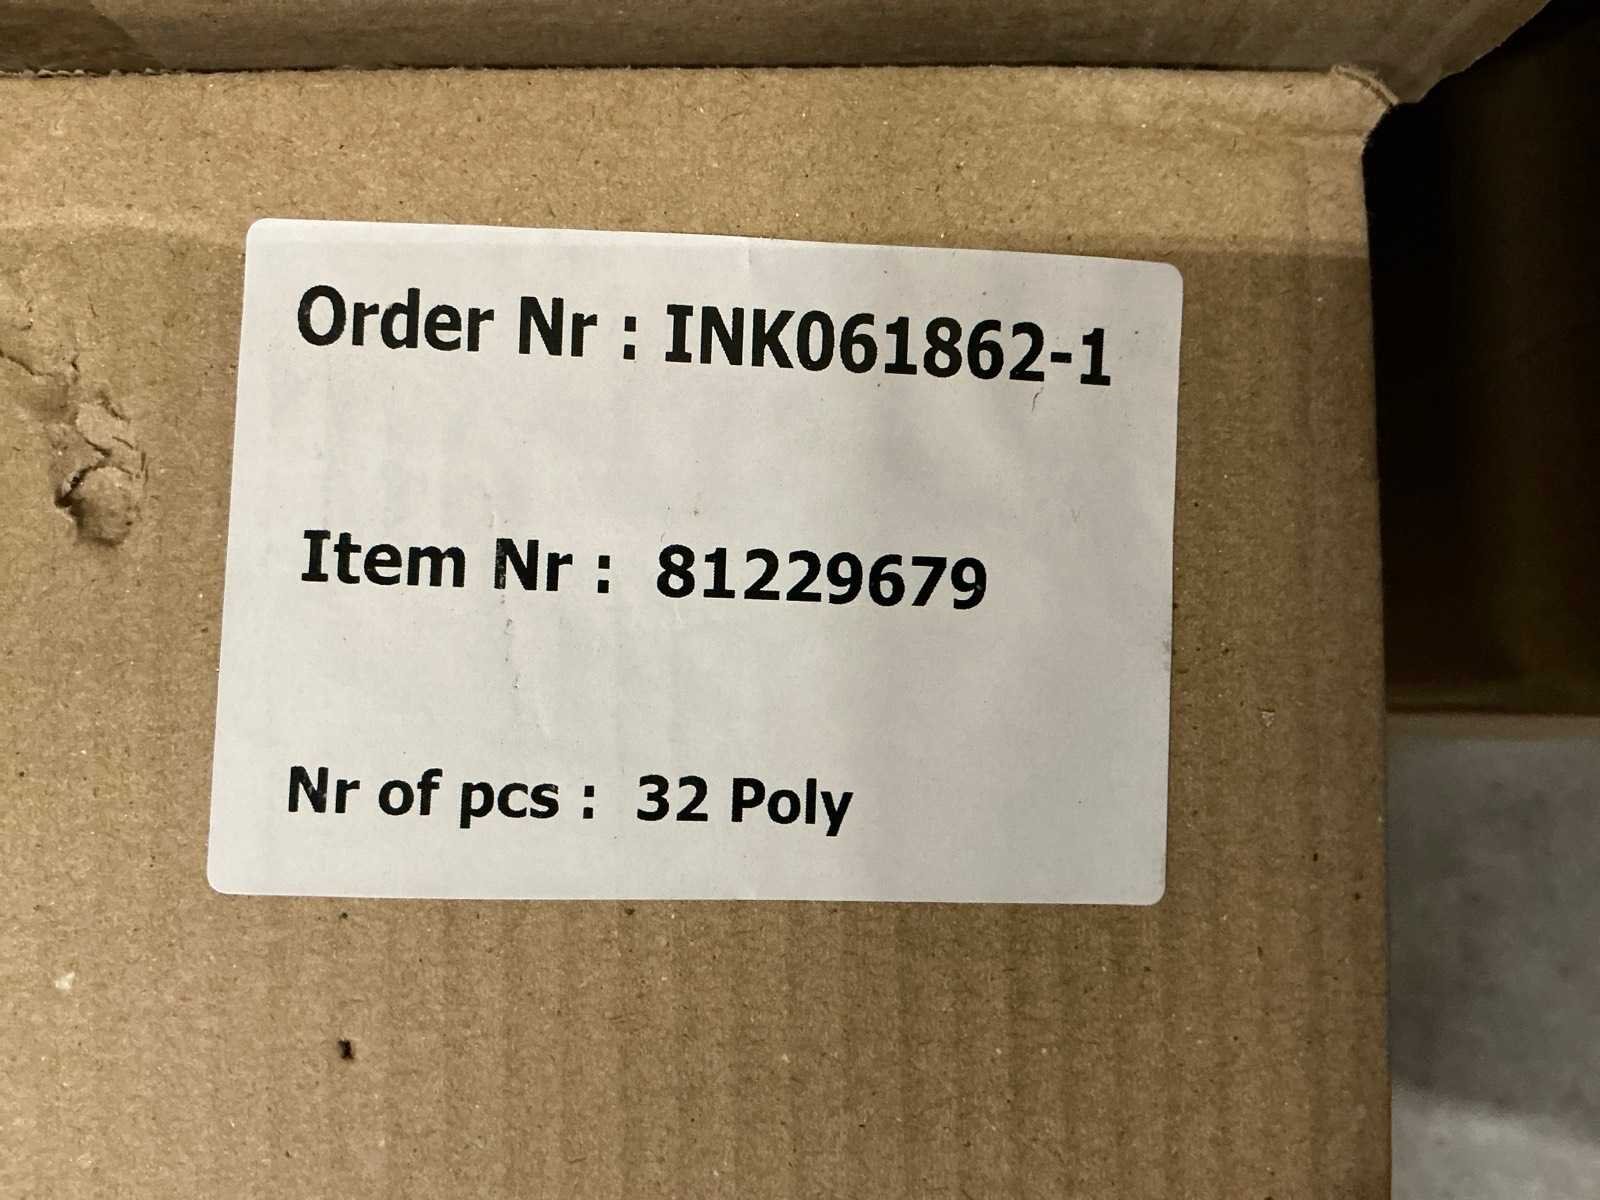 Order Nr : INK061862-1
Item Nr : 81229679
Nr of pcs : 32 Poly